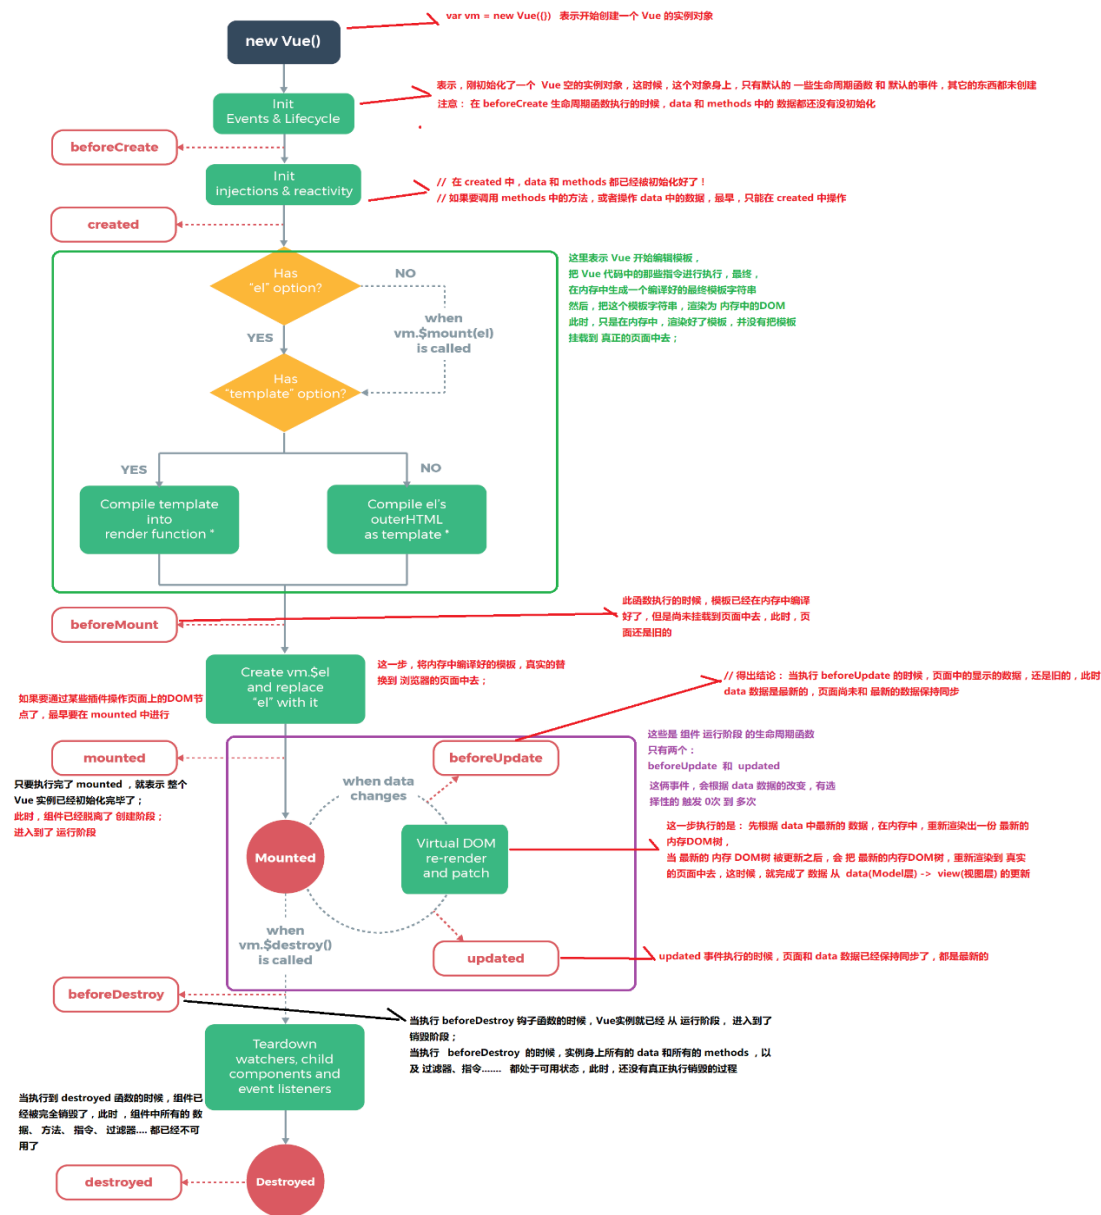 var vm = new Vue({}) 表示开始创建一个 Vue 的实例对象
new Vue()
表示，刚初始化了一个 Vue 空的实例对象，这时候，这个对象身上，只有默认的 一些生命周期函数 和 默认的事件，其它的东西都未创建
注意： 在 beforeCreate 生命周期函数执行的时候，data 和 methods 中的 数据都还没有没初始化
Init
Events & Lifecycle
beforeCreate
Init
injections & reactivity
// 在 created 中，data 和 methods 都已经被初始化好了！
// 如果要调用 methods 中的方法，或者操作 data 中的数据，最早，只能在 created 中操作
created
这里表示 Vue 开始编辑模板，
把 Vue 代码中的那些指令进行执行，最终，
在内存中生成一个编译好的最终模板字符串
然后，把这个模板字符串，渲染为 内存中的DOM
此时，只是在内存中，渲染好了模板，并没有把模板
挂载到 真正的页面中去；
Has
"el" option?
NO
when
vm.$mount(el)
is called
YES
Has
"template" option?
YES
NO
Compile template
into
render function *
Compile el's
outerHTML
as template *
beforeMount
此函数执行的时候，模板已经在内存中编译
好了，但是尚未挂载到页面中去，此时，页
面还是旧的
Create vm.$el
and replace
"el" with it
这一步，将内存中编译好的模板，真实的替
换到 浏览器的页面中去；
如果要通过某些插件操作页面上的DOM节
点了，最早要在 mounted 中进行
// 得出结论： 当执行 beforeUpdate 的时候，页面中的显示的数据，还是旧的，此时
data 数据是最新的，页面尚未和 最新的数据保持同步
mounted
只要执行完了 mounted ，就表示 整个
Vue 实例已经初始化完毕了；
此时，组件已经脱离了 创建阶段；
进入到了 运行阶段
beforeUpdate
这些是 组件 运行阶段 的生命周期函数
只有两个：
beforeUpdate 和 updated
这俩事件，会根据 data 数据的改变，有选
择性的 触发 0次 到 多次
when data
changes
Mounted
Virtual DOM
re-render
and patch
这一步执行的是： 先根据 data 中最新的 数据，在内存中，重新渲染出一份 最新的
内存DOM树，
当 最新的 内存 DOM树 被更新之后，会 把 最新的内存DOM树，重新渲染到 真实
的页面中去，这时候，就完成了 数据 从 data(Model层) -> view(视图层) 的更新
when
vm.$destroy()
is called
updated
updated 事件执行的时候，页面和 data 数据已经保持同步了，都是最新的
beforeDestroy
当执行 beforeDestroy 钩子函数的时候，Vue实例就已经 从 运行阶段， 进入到了
销毁阶段；
当执行 beforeDestroy 的时候，实例身上所有的 data 和所有的 methods ，以
及 过滤器、指令....... 都处于可用状态，此时，还没有真正执行销毁的过程
Teardown
watchers, child
components and
event listeners
当执行到 destroyed 函数的时候，组件已
经被完全销毁了，此时 ，组件中所有的 数
据、 方法、 指令、 过滤器.... 都已经不可
用了
destroyed
Destroyed